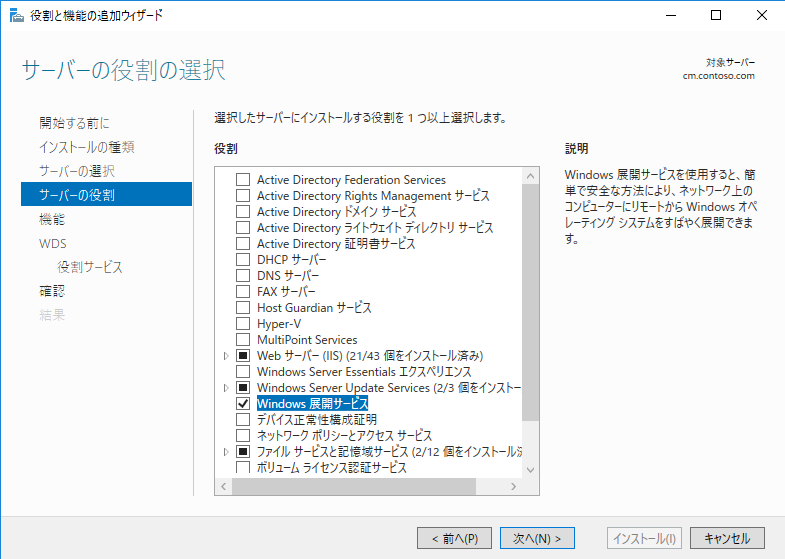 役割と機能の追加ウィザード
サーバーの役割の選択
対象サーバー
cm.contoso.com
開始する前に
インストールの種類
サーバーの選択
サーバーの役割
機能
WDS
役割サービス
確認
結果
選択したサーバーにインストールする役割を 1 つ以上選択します。
役割
Active Directory Federation Services
Active Directory Rights Management サービス
Active Directory ドメイン サービス
Active Directory ライトウェイト ディレクトリ サービス
Active Directory 証明書サービス
DHCP サーバー
DNS サーバー
FAX サーバー
Host Guardian サービス
Hyper-V
MultiPoint Services
Web サーバー (IIS) (21/43 個をインストール済み)
Windows Server Essentials エクスペリエンス
Windows Server Update Services (2/3 個をインストー
Windows 展開サービス
デバイス正常性構成証明
ネットワーク ポリシーとアクセス サービス
ファイル サービスと記憶域サービス (2/12 個をインストール
ボリューム ライセンス認証サービス
説明
Windows 展開サービスを使用すると、簡
単で安全な方法により、ネットワーク上の
コンピューターにリモートから Windows オペ
レーティング システムをすばやく展開できま
す。
< 前へ(P)
次へ(N) >
インストール(I)
キャンセル